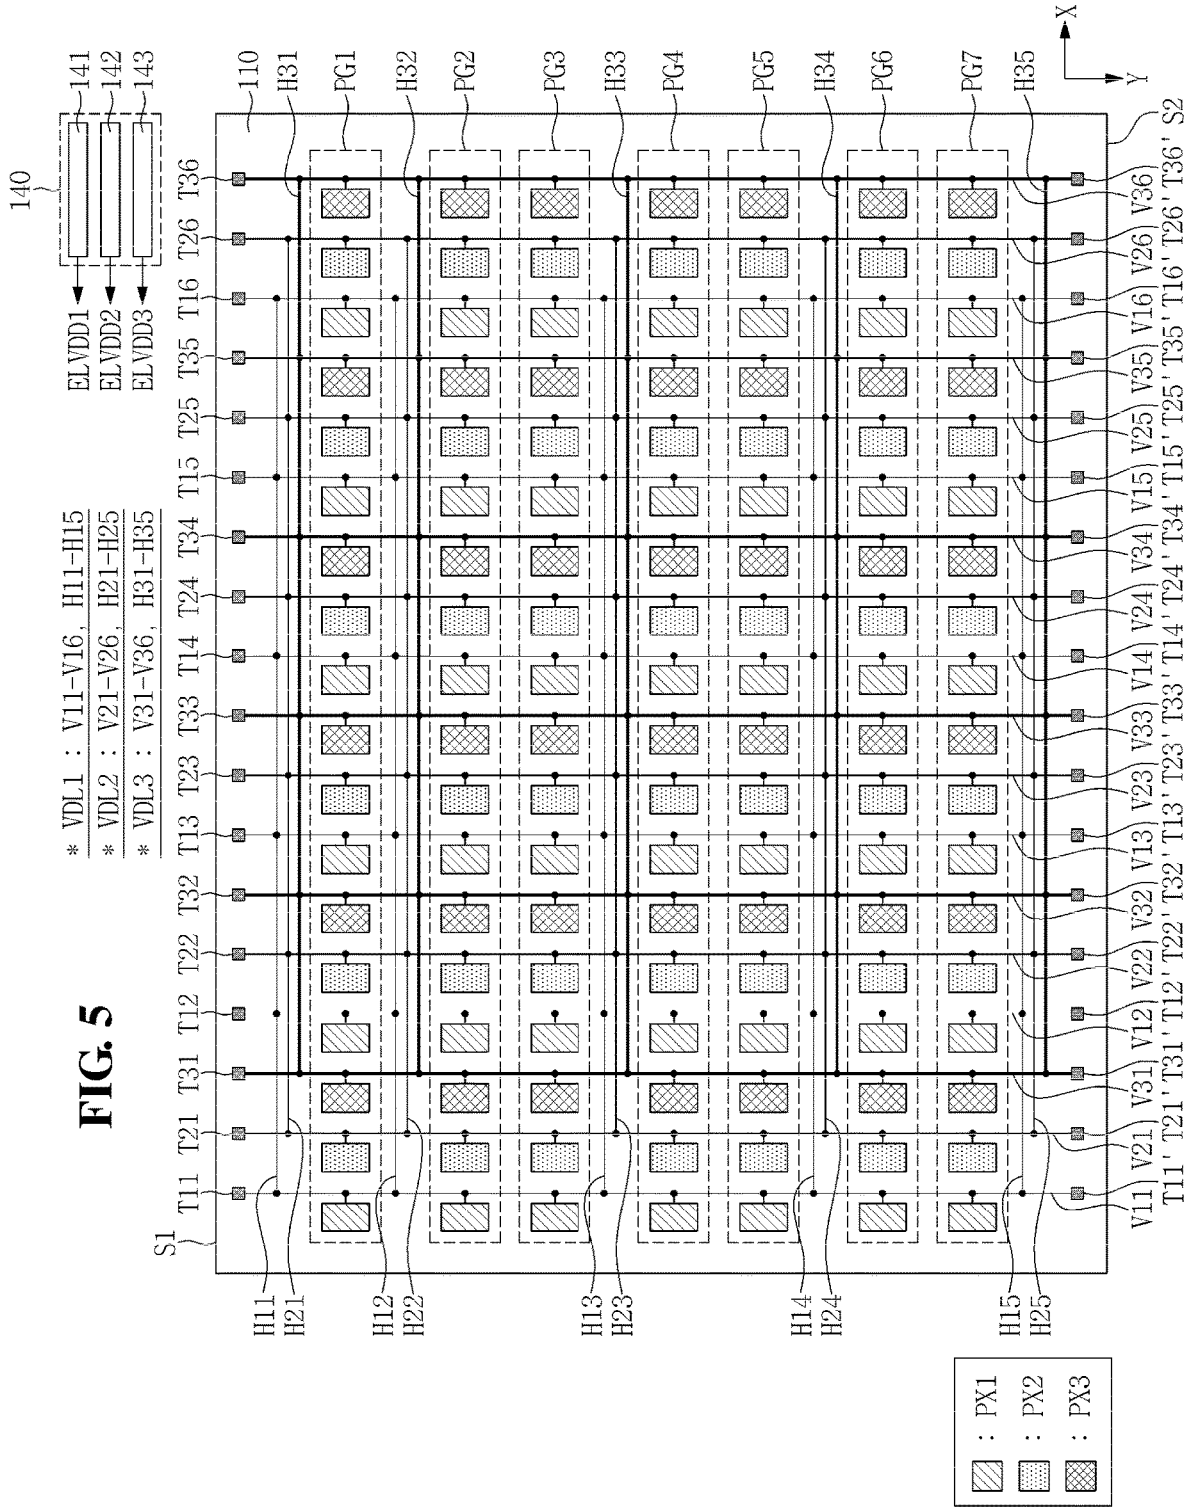 FIG. 5
* VDL1 : V11-V16, H11-H15
* VDL2 : V21-V26, H21-H25
* VDL3 : V31-V36, H31-H35
140
ELVDD1 141
ELVDD2 142
ELVDD3 143
S1
T11 T21 T31 T12 T22 T32 T13 T23 T33 T14 T24 T34 T15 T25 T35 T16 T26 T36
110
H11
H21
H31
PG1
H12
H22
H32
PG2
PG3
H13
H23
H33
PG4
PG5
H14
H24
H34
PG6
PG7
H15
H25
H35
X
Y
S2
V11 V21 V31 V12 V22 V32 V13 V23 V33 V14 V24 V34 V15 V25 V35 V16 V26 V36
T11' T21' T31' T12' T22' T32' T13' T23' T33' T14' T24' T34' T15' T25' T35' T16' T26' T36'
: PX1
: PX2
: PX3